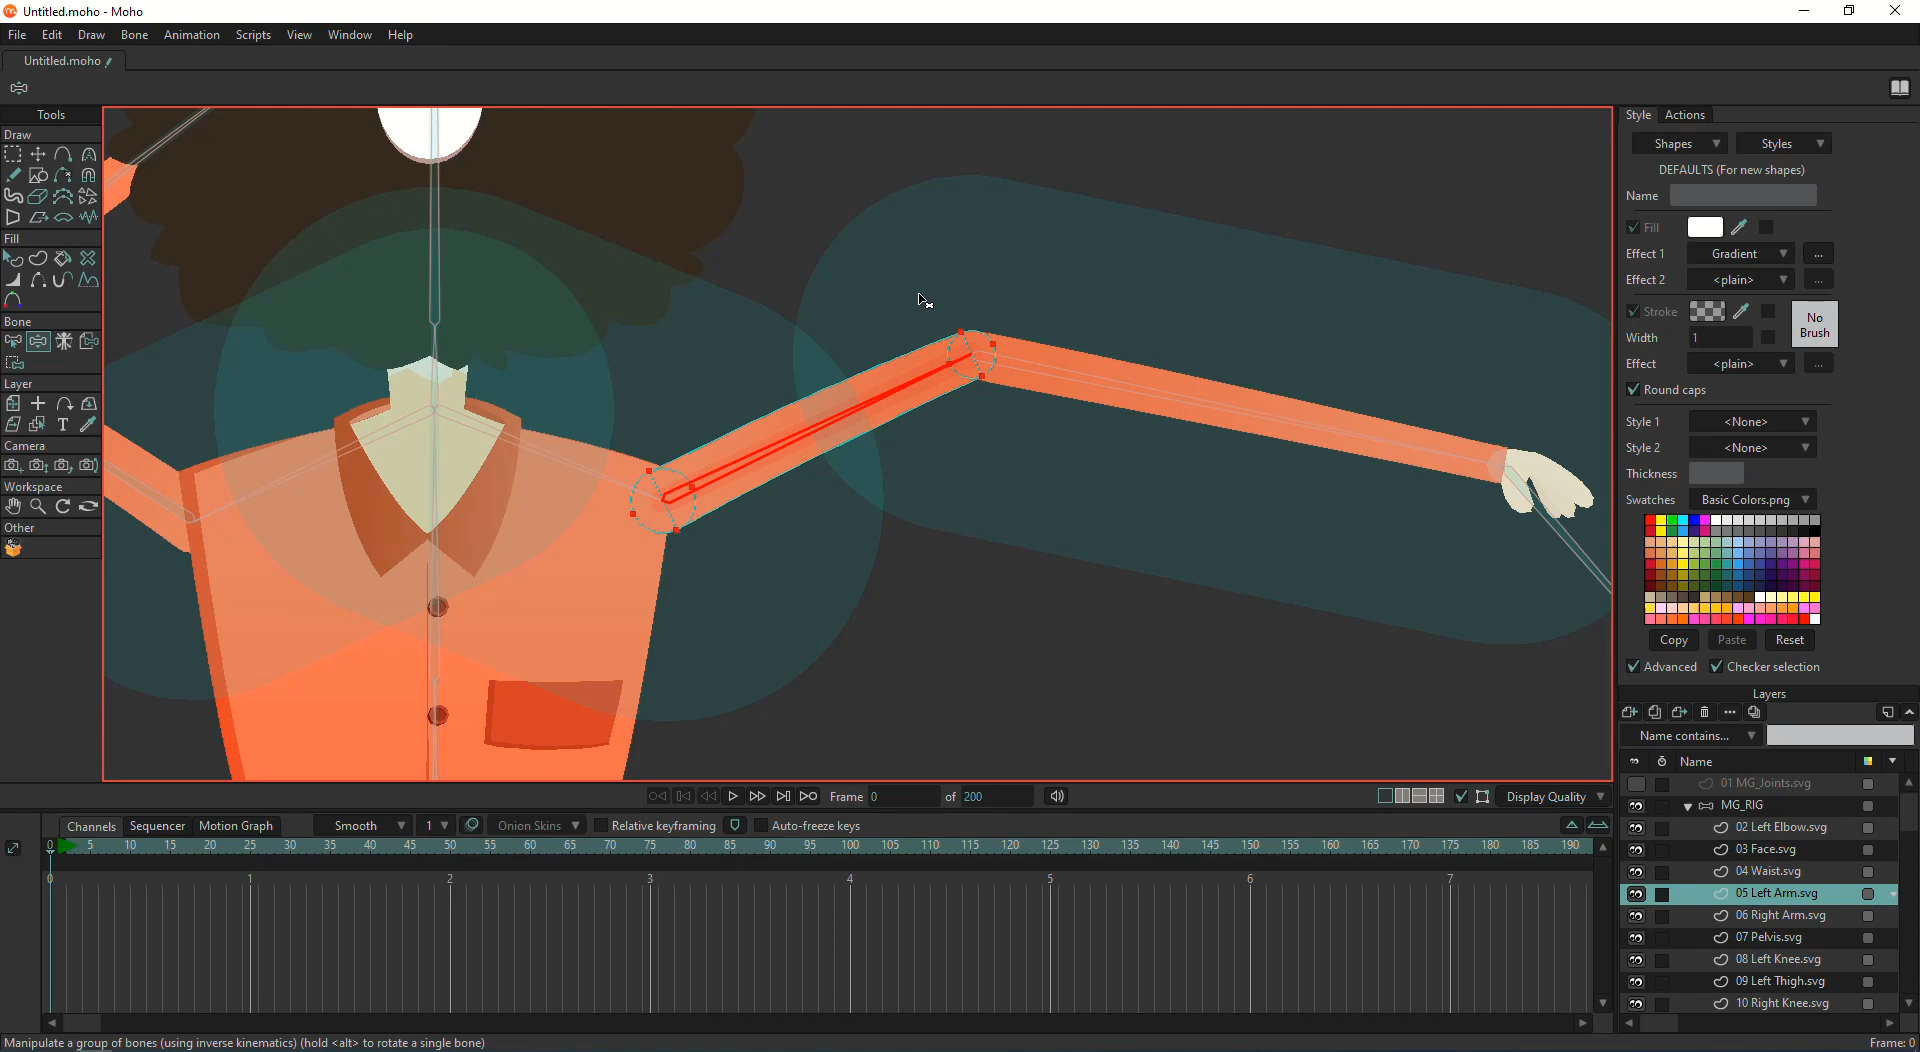 Untitled.moho - Moho
File Edit Draw Bone Animation Scripts View Window Help
Untitled.moho
Tools
Draw
Fill
Bone
Layer
T
Camera
Workspace
Other
Style Actions
Shapes Styles
DEFAULTS (For new shapes)
Name
Fill
Effect 1 Gradient ...
Effect 2 <plain> ...
Stroke
No Brush
Width 1
Effect <plain> ...
Round caps
Style 1 <None>
Style 2 <None>
Thickness
Swatches Basic Colors.png
Copy Paste Reset
Advanced Checker selection
Layers
Name contains...
Name
01 MG_Joints.svg
MG_RIG
02 Left Elbow.svg
03 Face.svg
04 Waist.svg
05 Left Arm.svg
06 Right Arm.svg
07 Pelvis.svg
08 Left Knee.svg
09 Left Thigh.svg
10 Right Knee.svg
Frame 0 of 200 Display Quality
Channels Sequencer Motion Graph Smooth 1 Onion Skins Relative keyframing Auto-freeze keys
0 5 10 15 20 25 30 35 40 45 50 55 60 65 70 75 80 85 90 95 100 105 110 115 120 125 130 135 140 145 150 155 160 165 170 175 180 185 190
0 1 2 3 4 5 6 7
Manipulate a group of bones (using inverse kinematics) (hold <alt> to rotate a single bone)
Frame: 0